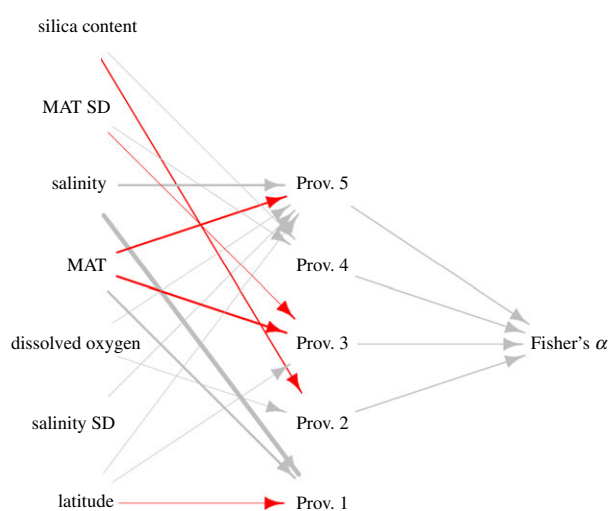 silica content
MAT SD
salinity
MAT
dissolved oxygen
salinity SD
latitude
Prov. 5
Prov. 4
Prov. 3
Prov. 2
Prov. 1
Fisher's α